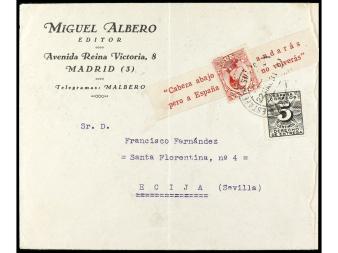 MIGUEL ALBERO
EDITOR
Avenida Reina Victoria, 8
MADRID (3)
Telegramas: MALBERO
"Cabeza abajo andarás
pero a España no volverás"
5
Sr. D.
Francisco Fernández
= Santa Florentina, nº 4 =
E C I J A (Sevilla)